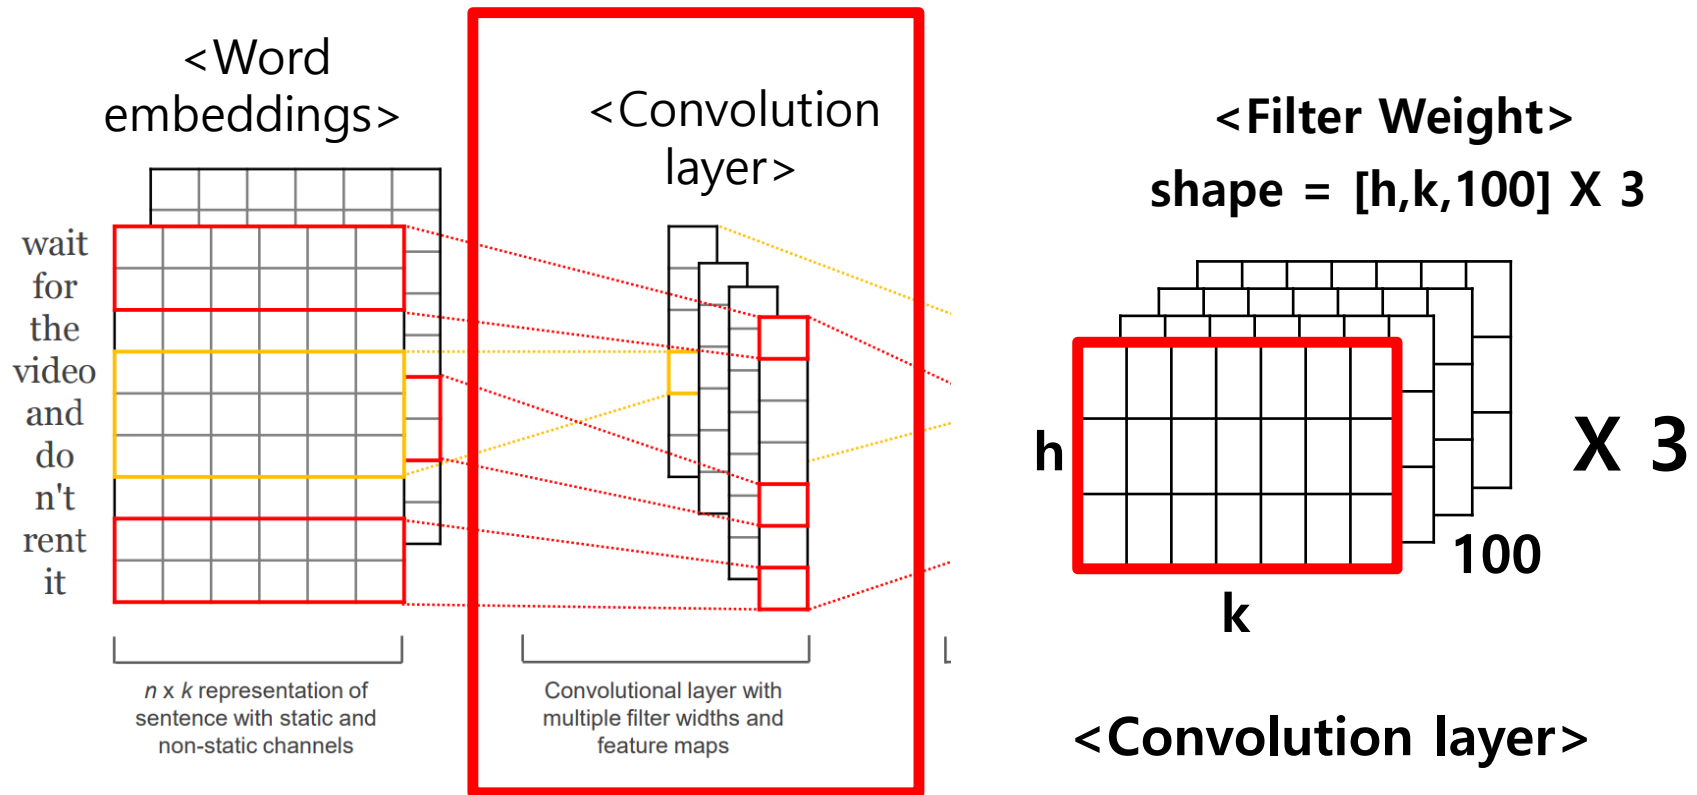 <Word
embeddings>
wait
for
the
video
and
do
n't
rent
it
n x k representation of
sentence with static and
non-static channels
<Convolution
layer>
Convolutional layer with
multiple filter widths and
feature maps
<Filter Weight>
shape = [h,k,100] X 3
h
X 3
100
k
<Convolution layer>